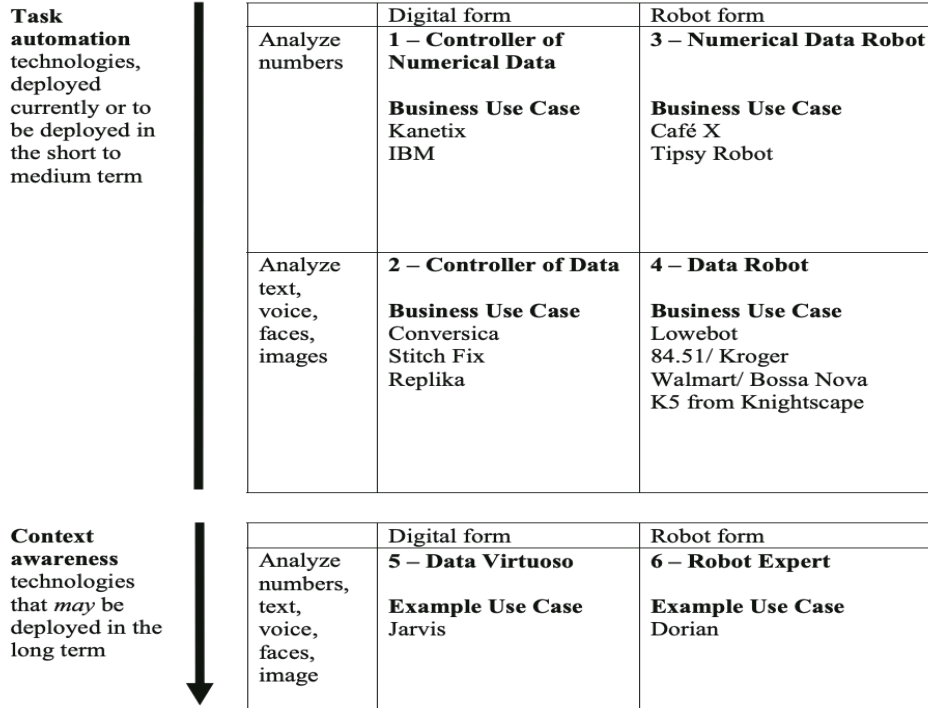 Task
automation
technologies,
deployed
currently or to
be deployed in
the short to
medium term
Digital form
Robot form
Analyze
numbers
1 – Controller of
Numerical Data
Business Use Case
Kanetix
IBM
3 – Numerical Data Robot
Business Use Case
Café X
Tipsy Robot
Analyze
text,
voice,
faces,
images
2 – Controller of Data
Business Use Case
Conversica
Stitch Fix
Replika
4 – Data Robot
Business Use Case
Lowebot
84.51/ Kroger
Walmart/ Bossa Nova
K5 from Knightscape
Context
awareness
technologies
that may be
deployed in the
long term
Digital form
Robot form
Analyze
numbers,
text,
voice,
faces,
image
5 – Data Virtuoso
Example Use Case
Jarvis
6 – Robot Expert
Example Use Case
Dorian